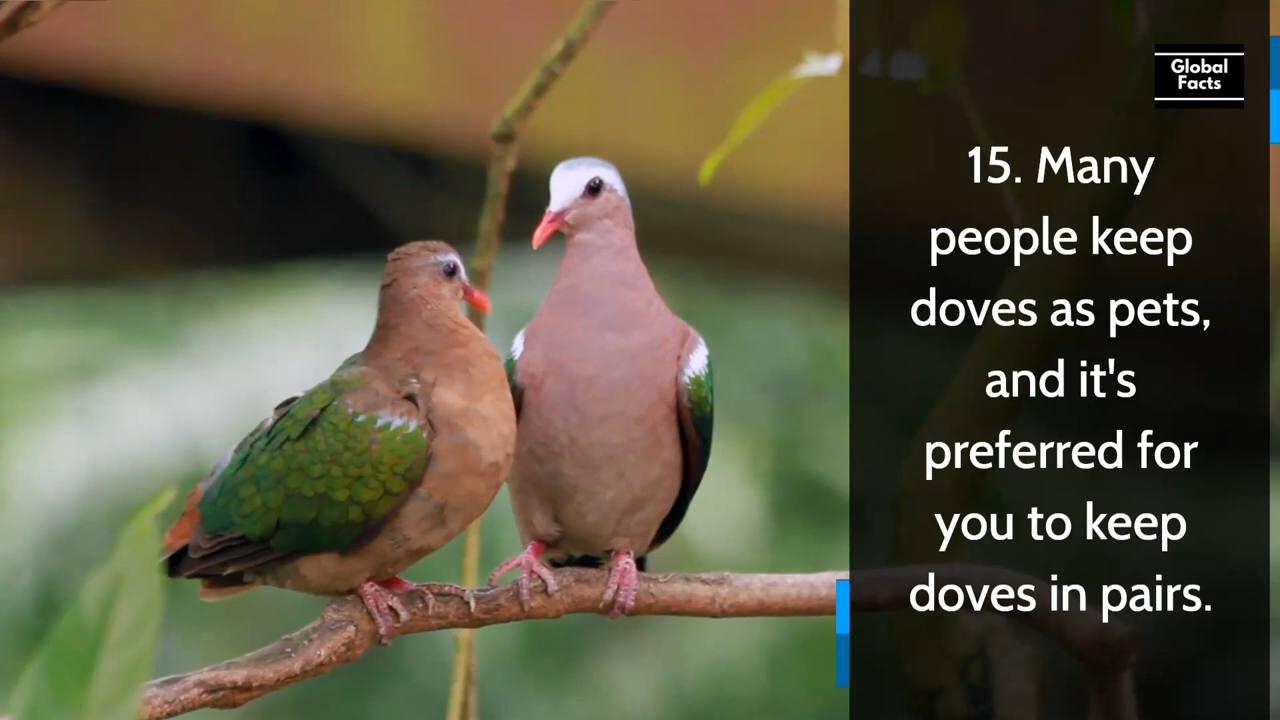 Global
Facts
15. Many
people keep
doves as pets,
and it's
preferred for
you to keep
doves in pairs.